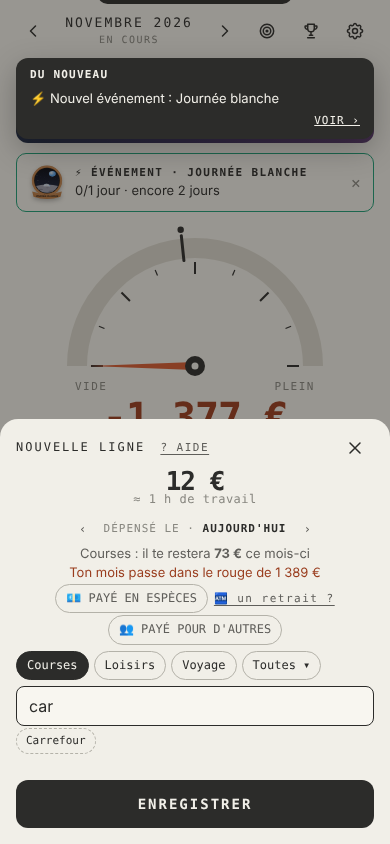 NOVEMBRE 2026
EN COURS
DU NOUVEAU
⚡ Nouvel événement : Journée blanche
VOIR ›
⚡ ÉVÉNEMENT · JOURNÉE BLANCHE
0/1 jour · encore 2 jours
×
VIDE
PLEIN
-1 377 €
NOUVELLE LIGNE ? AIDE
12 €
≈ 1 h de travail
‹ DÉPENSÉ LE · AUJOURD'HUI ›
Courses : il te restera 73 € ce mois-ci
Ton mois passe dans le rouge de 1 389 €
PAYÉ EN ESPÈCES
🏧 un retrait ?
PAYÉ POUR D'AUTRES
Courses
Loisirs
Voyage
Toutes ▾
car
Carrefour
ENREGISTRER